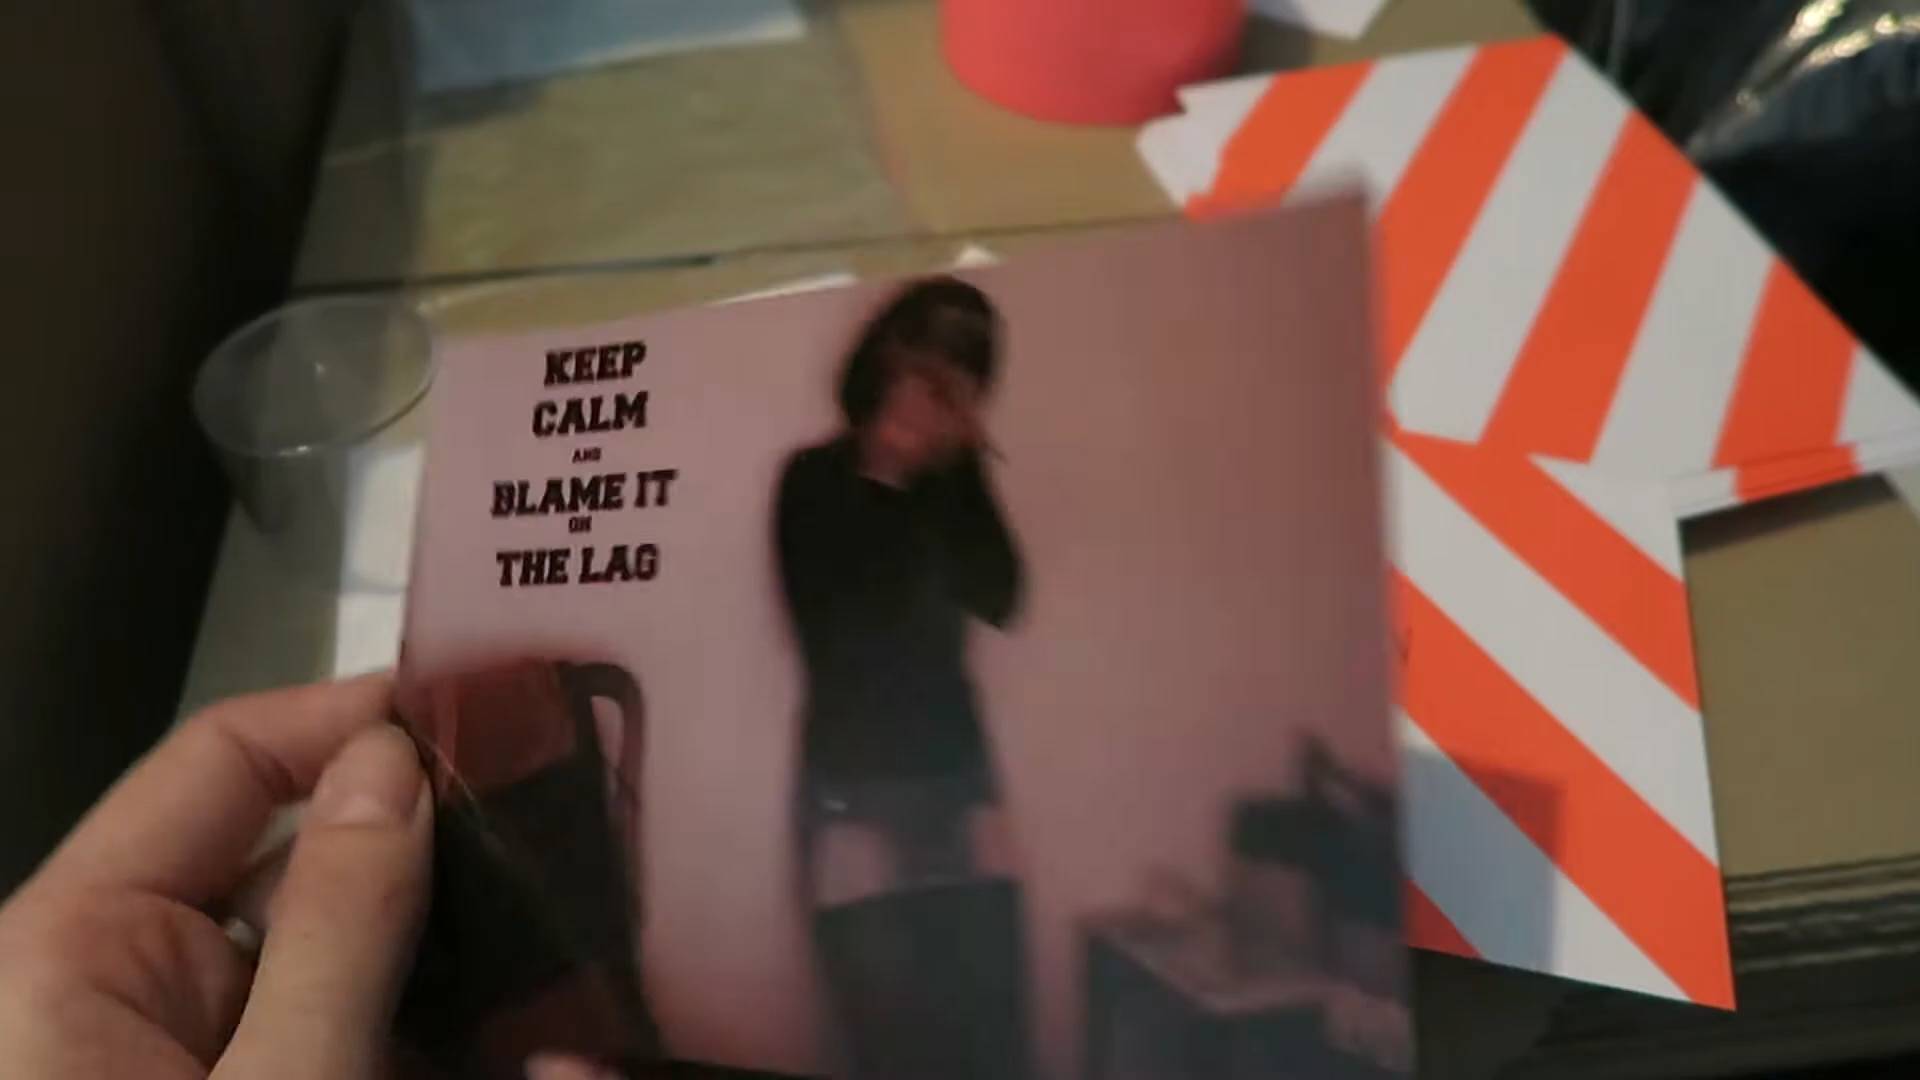 KEEP
CALM
AND
BLAME IT
ON
THE LAG